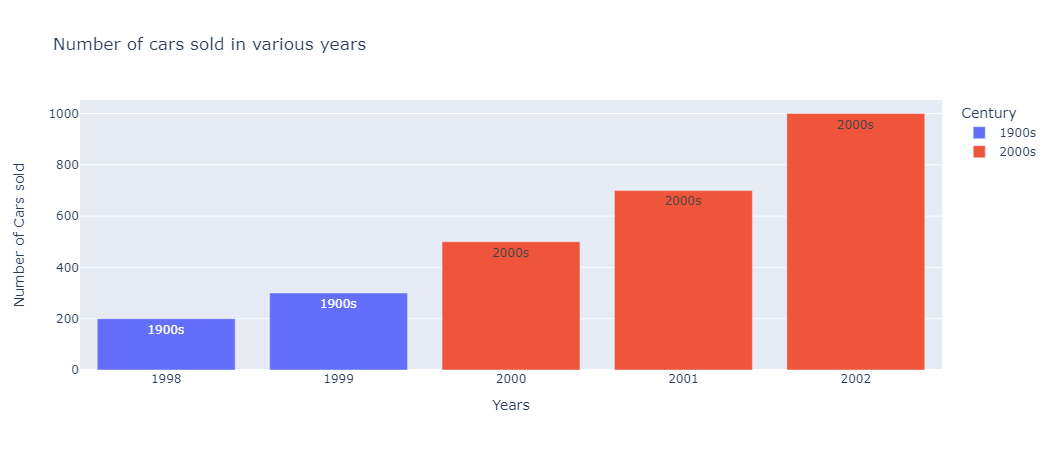 Number of cars sold in various years
Number of Cars sold
1000
800
600
400
200
0
1900s
1900s
2000s
2000s
2000s
1998 1999 2000 2001 2002
Years
Century
1900s
2000s